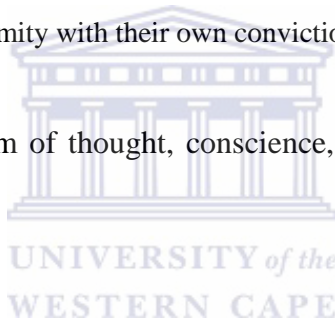 mity with their own convictio
m of thought, conscience,
UNIVERSITY of the
WESTERN CAPE